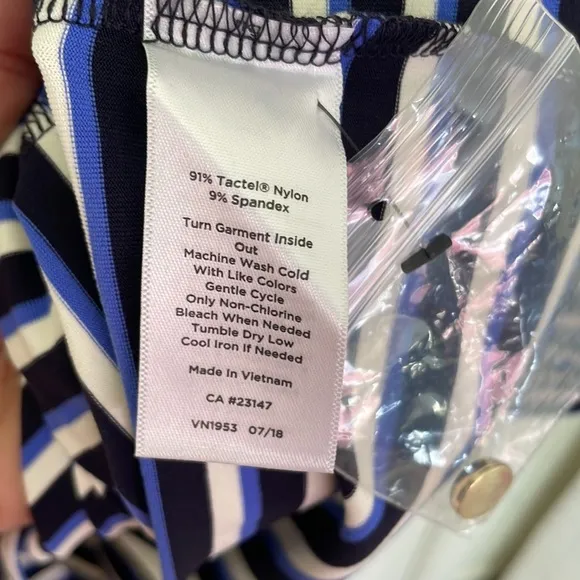 91% Tactel® Nylon
9% Spandex
Turn Garment Inside
Out
Machine Wash Cold
With Like Colors
Gentle Cycle
Only Non-Chlorine
Bleach When Needed
Tumble Dry Low
Cool Iron If Needed
Made In Vietnam
CA #23147
VN1953 07/18